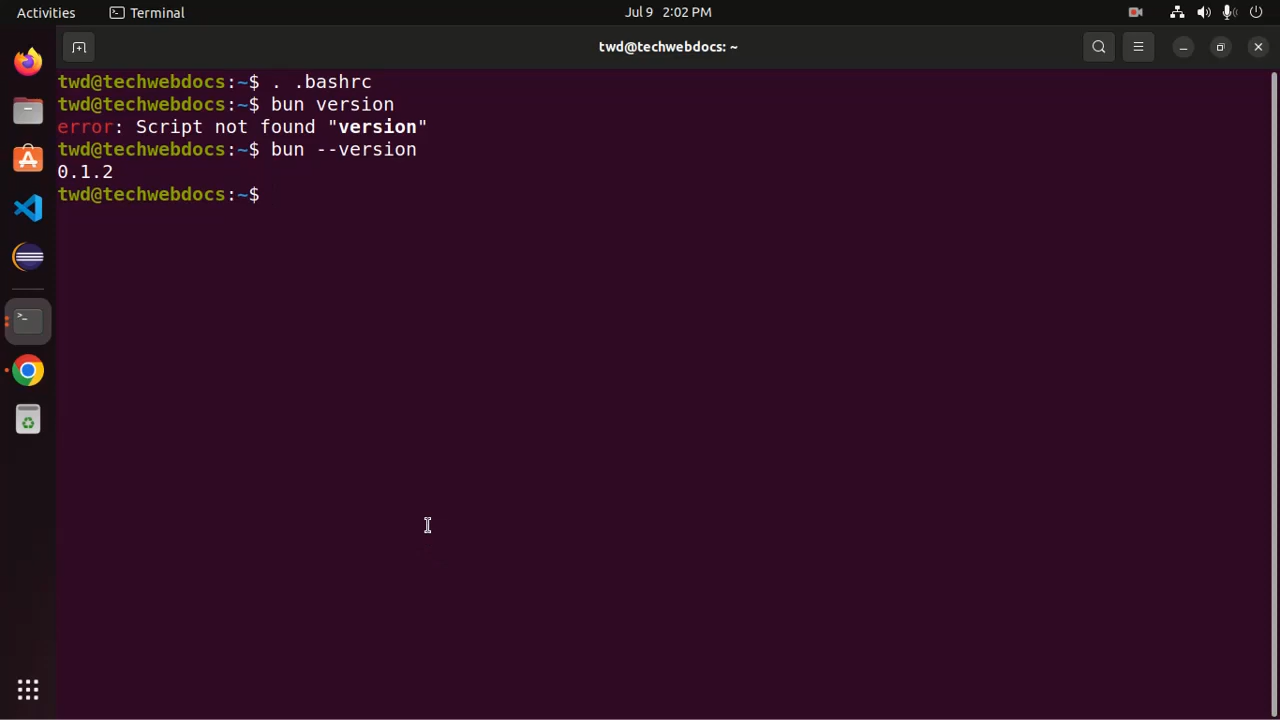 Activities Terminal Jul 9 2:02 PM
twd@techwebdocs: ~
twd@techwebdocs:~$ . .bashrc
twd@techwebdocs:~$ bun version
error: Script not found "version"
twd@techwebdocs:~$ bun --version
0.1.2
twd@techwebdocs:~$